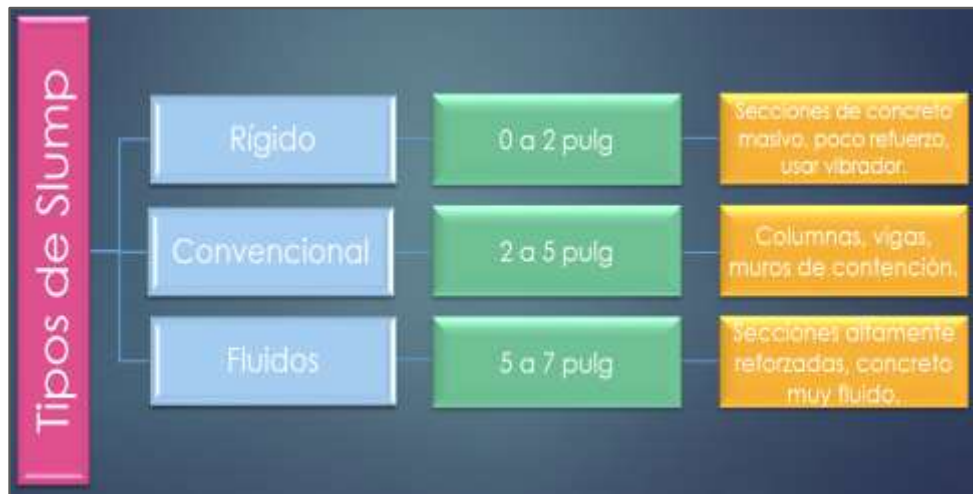 Tipos de Slump
Rígido
0 a 2 pulg
Secciones de concreto
masivo, poco refuerzo,
usar vibrador.
Convencional
2 a 5 pulg
Columnas, vigas,
muros de contención.
Fluidos
5 a 7 pulg
Secciones altamente
reforzadas, concreto
muy fluido.